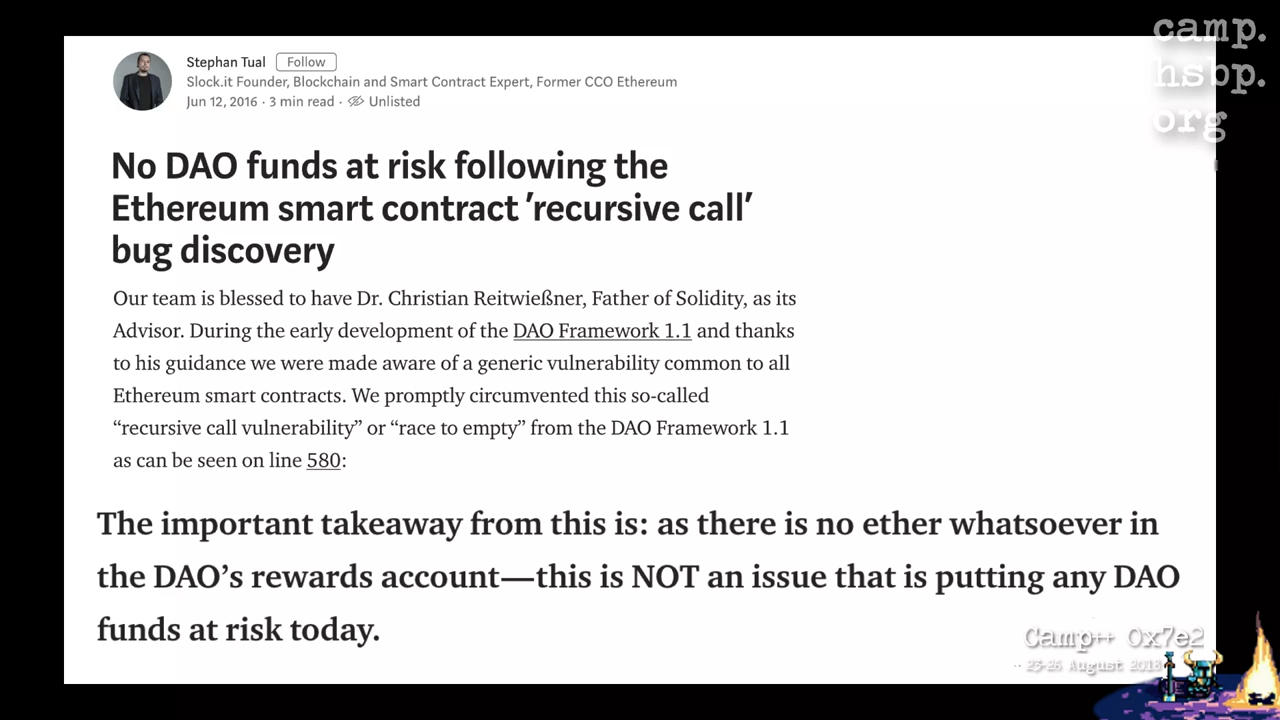 camp.
hsbp.
org
Stephan Tual Follow
Slock.it Founder, Blockchain and Smart Contract Expert, Former CCO Ethereum
Jun 12, 2016 · 3 min read · Unlisted
No DAO funds at risk following the
Ethereum smart contract ’recursive call’
bug discovery
Our team is blessed to have Dr. Christian Reitwießner, Father of Solidity, as its
Advisor. During the early development of the DAO Framework 1.1 and thanks
to his guidance we were made aware of a generic vulnerability common to all
Ethereum smart contracts. We promptly circumvented this so-called
“recursive call vulnerability” or “race to empty” from the DAO Framework 1.1
as can be seen on line 580:
The important takeaway from this is: as there is no ether whatsoever in
the DAO’s rewards account—this is NOT an issue that is putting any DAO
funds at risk today.
Camp++ 0x7e2
23-26 August 2018